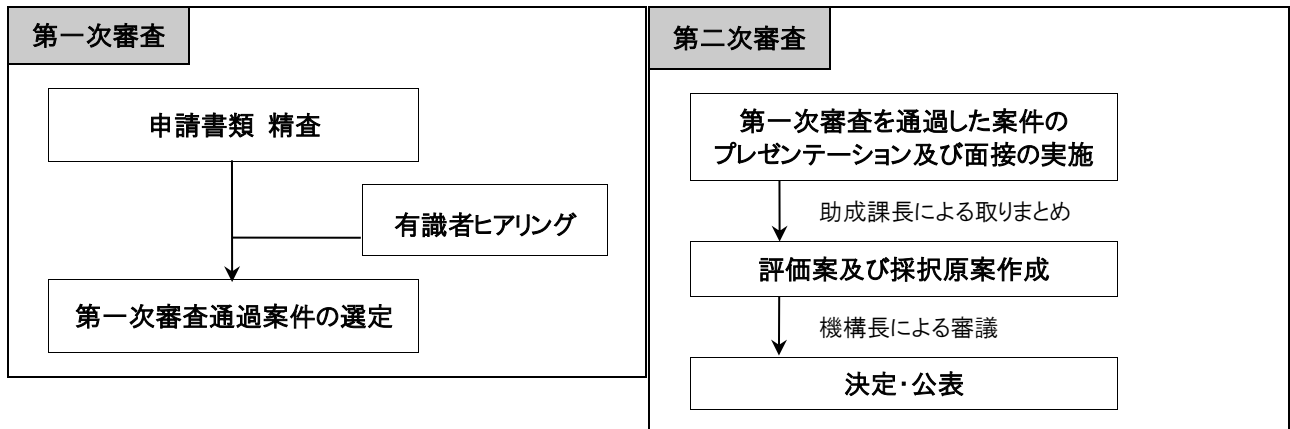 第一次審査
申請書類 精査
有識者ヒアリング
第一次審査通過案件の選定
第二次審査
第一次審査を通過した案件の
プレゼンテーション及び面接の実施
助成課長による取りまとめ
評価案及び採択原案作成
機構長による審議
決定・公表